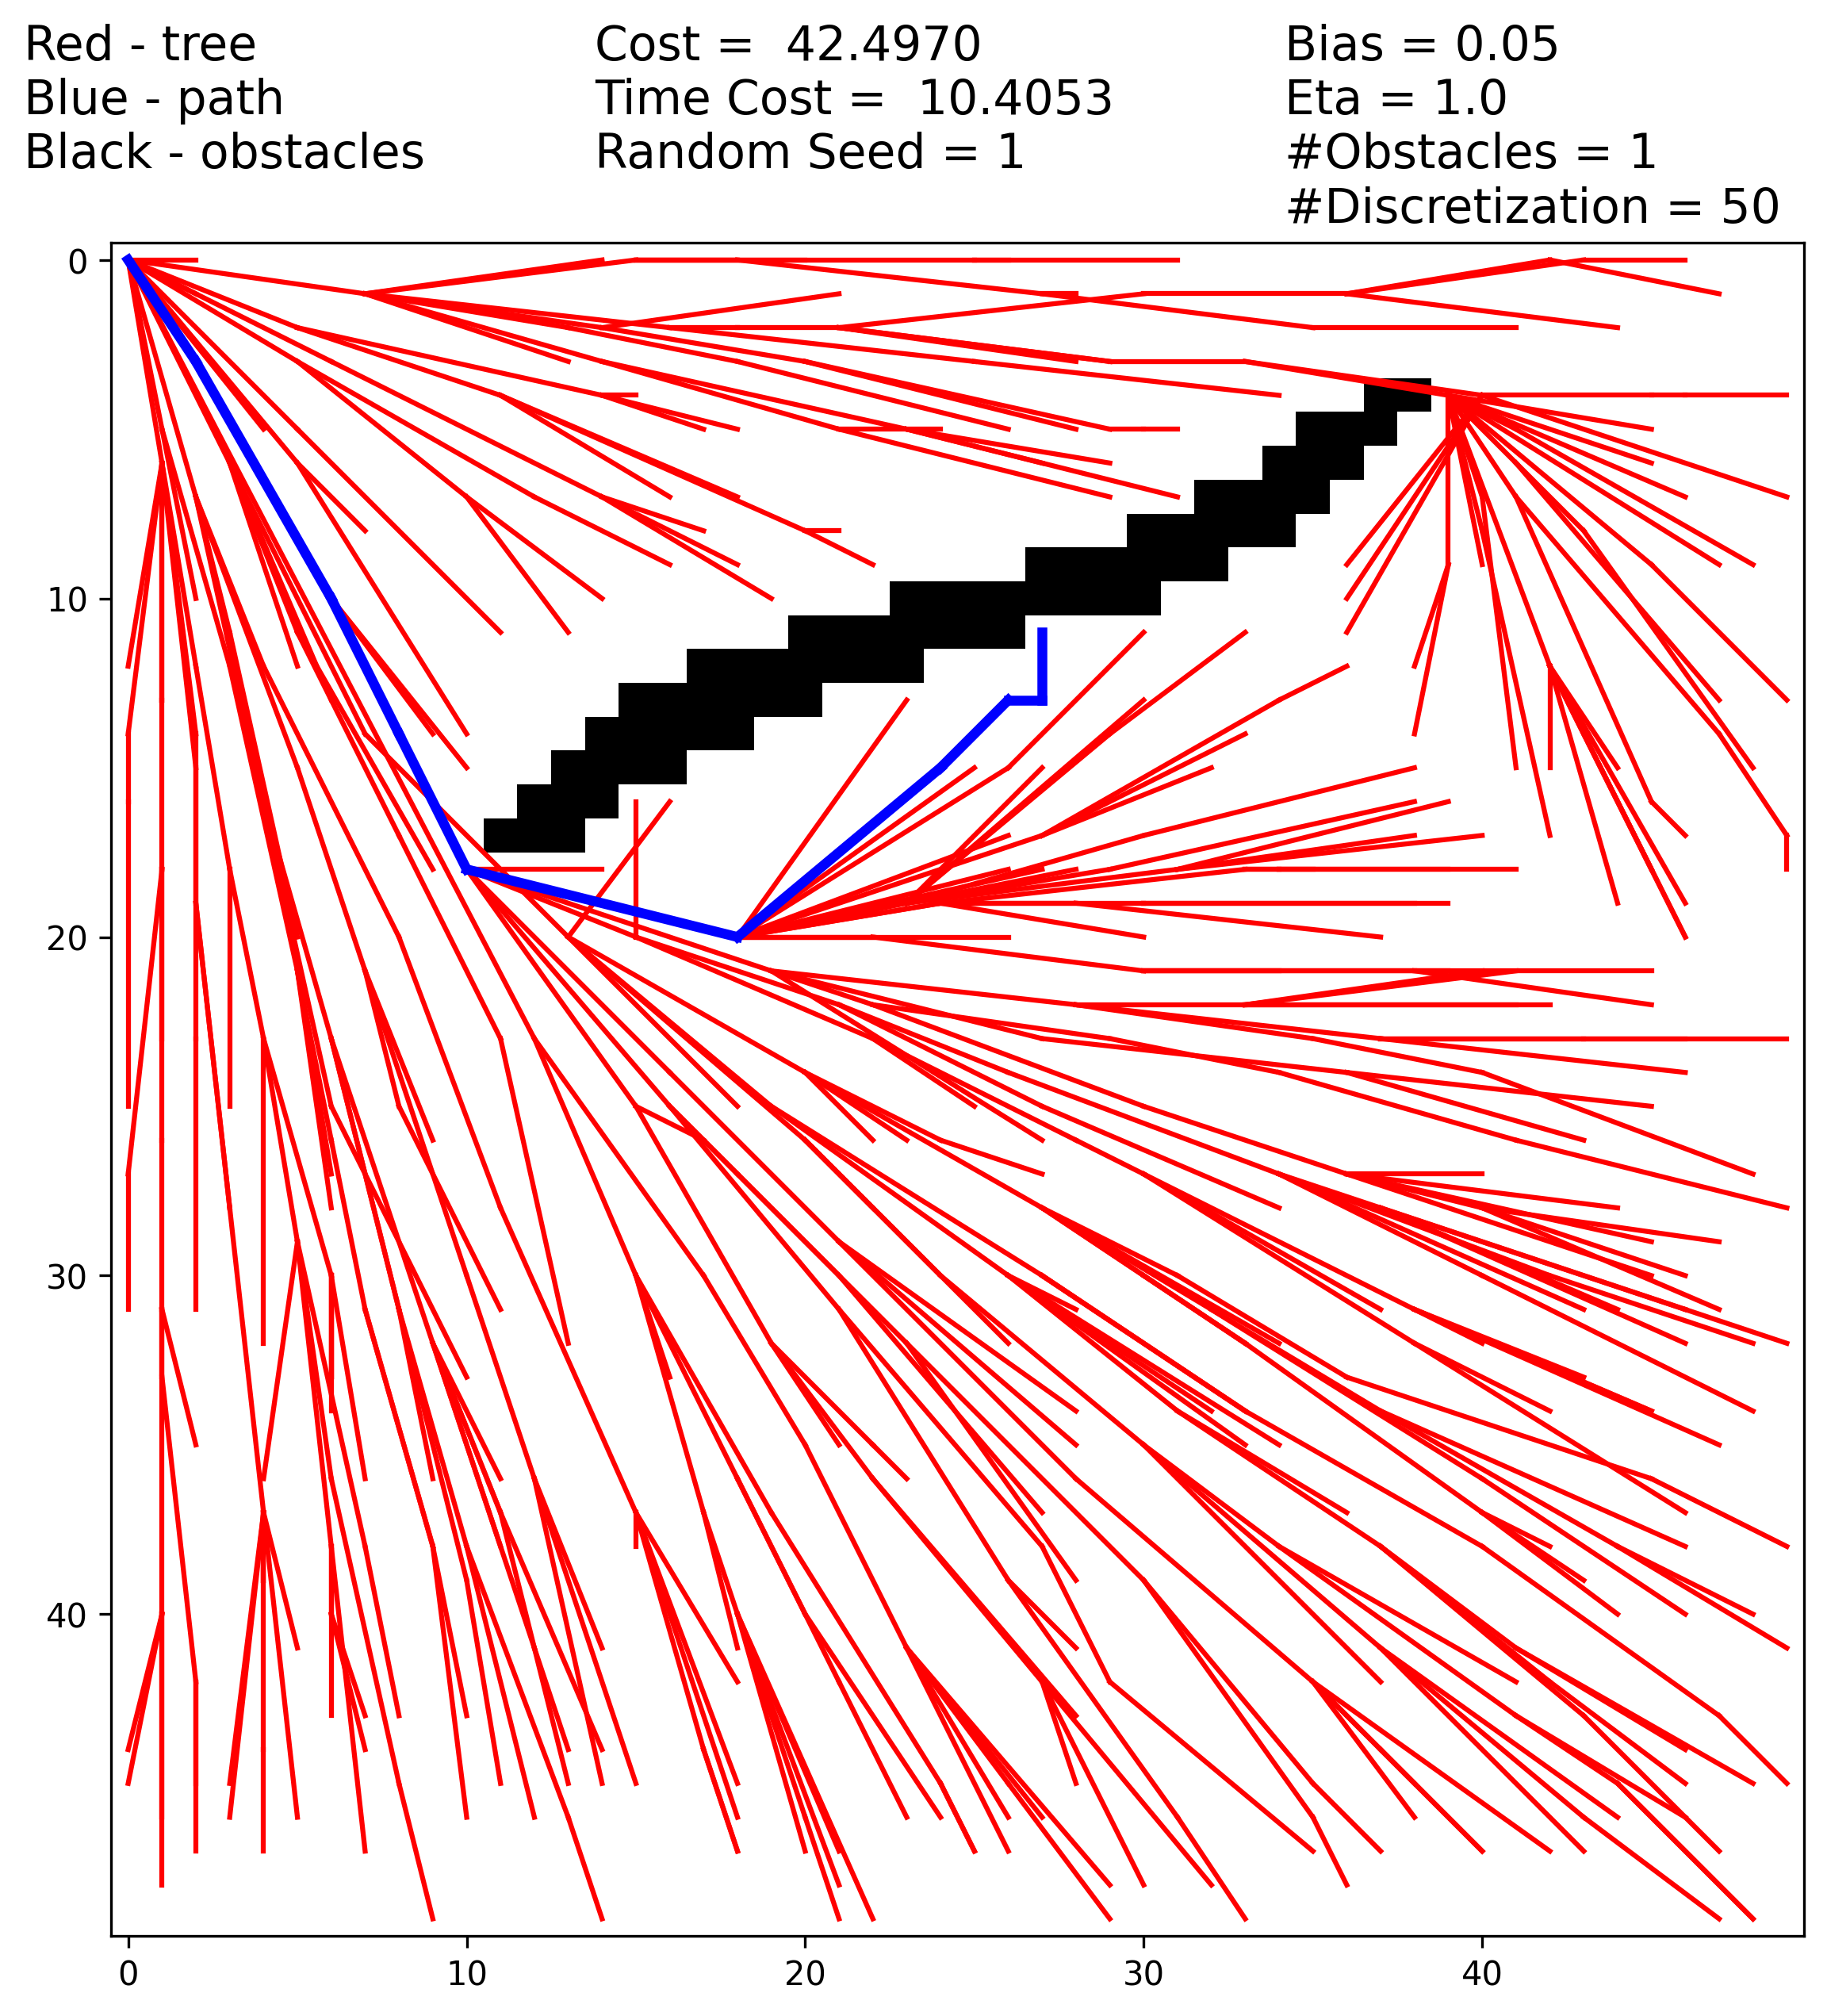 Red - tree
Blue - path
Black - obstacles
Cost =  42.4970
Time Cost =  10.4053
Random Seed = 1
Bias = 0.05
Eta = 1.0
#Obstacles = 1
#Discretization = 50
0
10
20
30
40
0
10
20
30
40